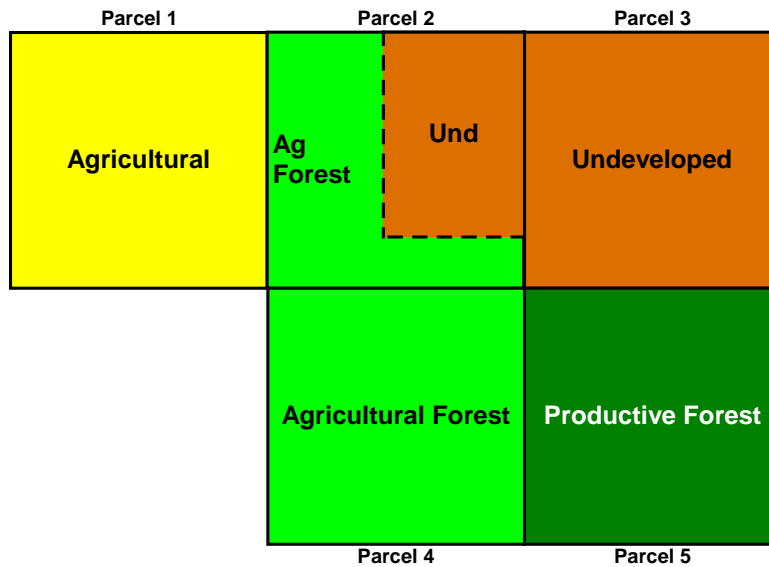 Parcel 1
Parcel 2
Parcel 3
Agricultural
Ag
Forest
Und
Undeveloped
Agricultural Forest
Productive Forest
Parcel 4
Parcel 5